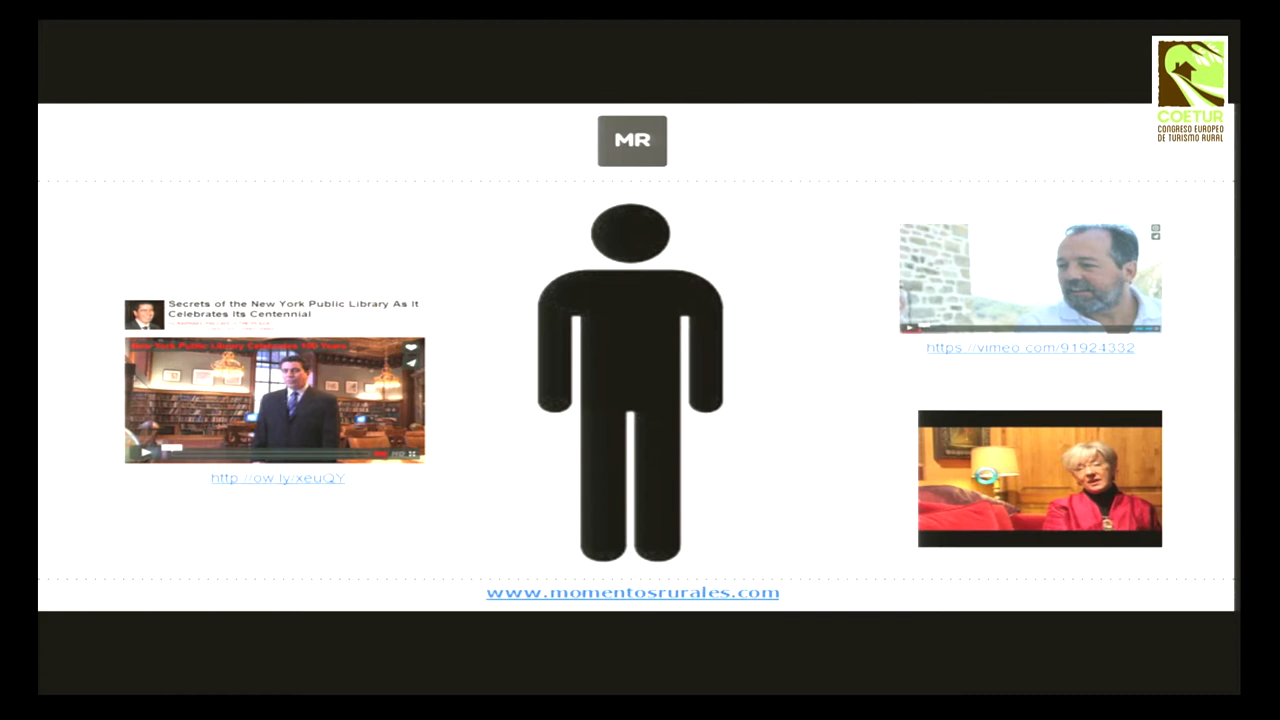 COETUR
CONGRESO EUROPEO
DE TURISMO RURAL
MR
Secrets of the New York Public Library As It
Celebrates Its Centennial
New York Public Library Celebrates 100 Years
http://ow.ly/xeuQY
https://vimeo.com/91924332
www.momentosrurales.com